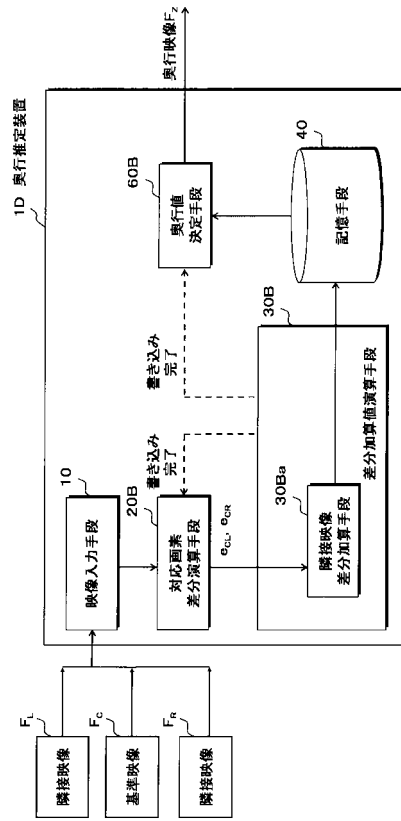 1D 奥行推定装置
F_L
隣接映像
F_C
基準映像
F_R
隣接映像
10
映像入力手段
20B
対応画素
差分演算手段
書き込み
完了
書き込み
完了
e_CL, e_CR
30B
30Ba
隣接映像
差分加算手段
差分加算値演算手段
40
記憶手段
60B
奥行値
決定手段
奥行映像F_Z